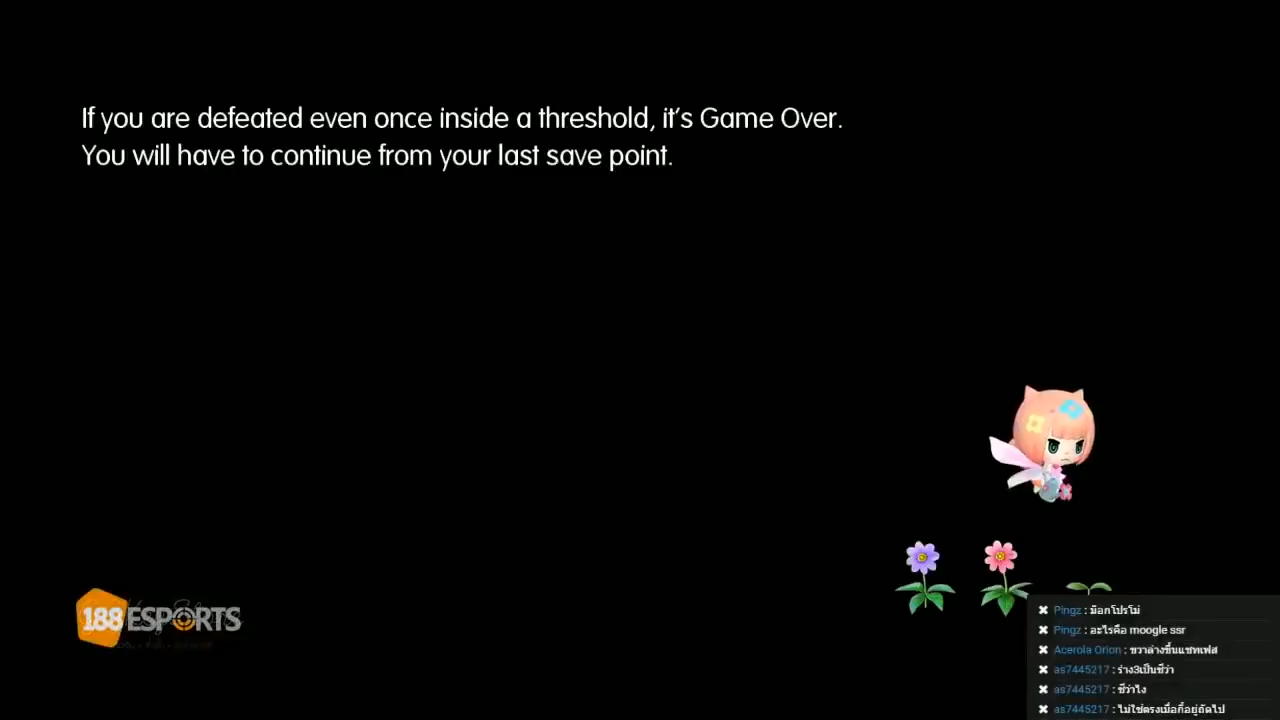 If you are defeated even once inside a threshold, it's Game Over.
You will have to continue from your last save point.
188ESPORTS
Pingz : ม๊อกโปรโม่
Pingz : อะไรคือ moogle ssr
Acerola Orion : ขวาล่างขึ้นแชทเฟส
as7445217 : ร่าง3เป็นชีว่า
as7445217 : ชีว่าไง
as7445217 : ไม่ใช่ตรงเมื่อกี้อยู่ถัดไป